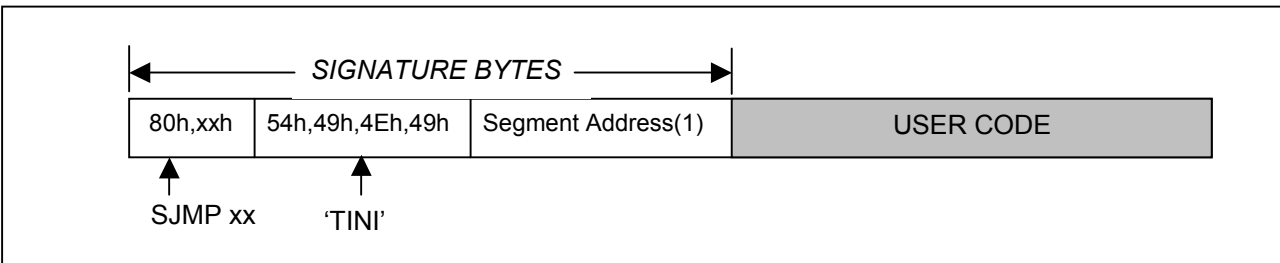 SIGNATURE BYTES
80h,xxh 54h,49h,4Eh,49h Segment Address(1) USER CODE
SJMP xx ‘TINI’